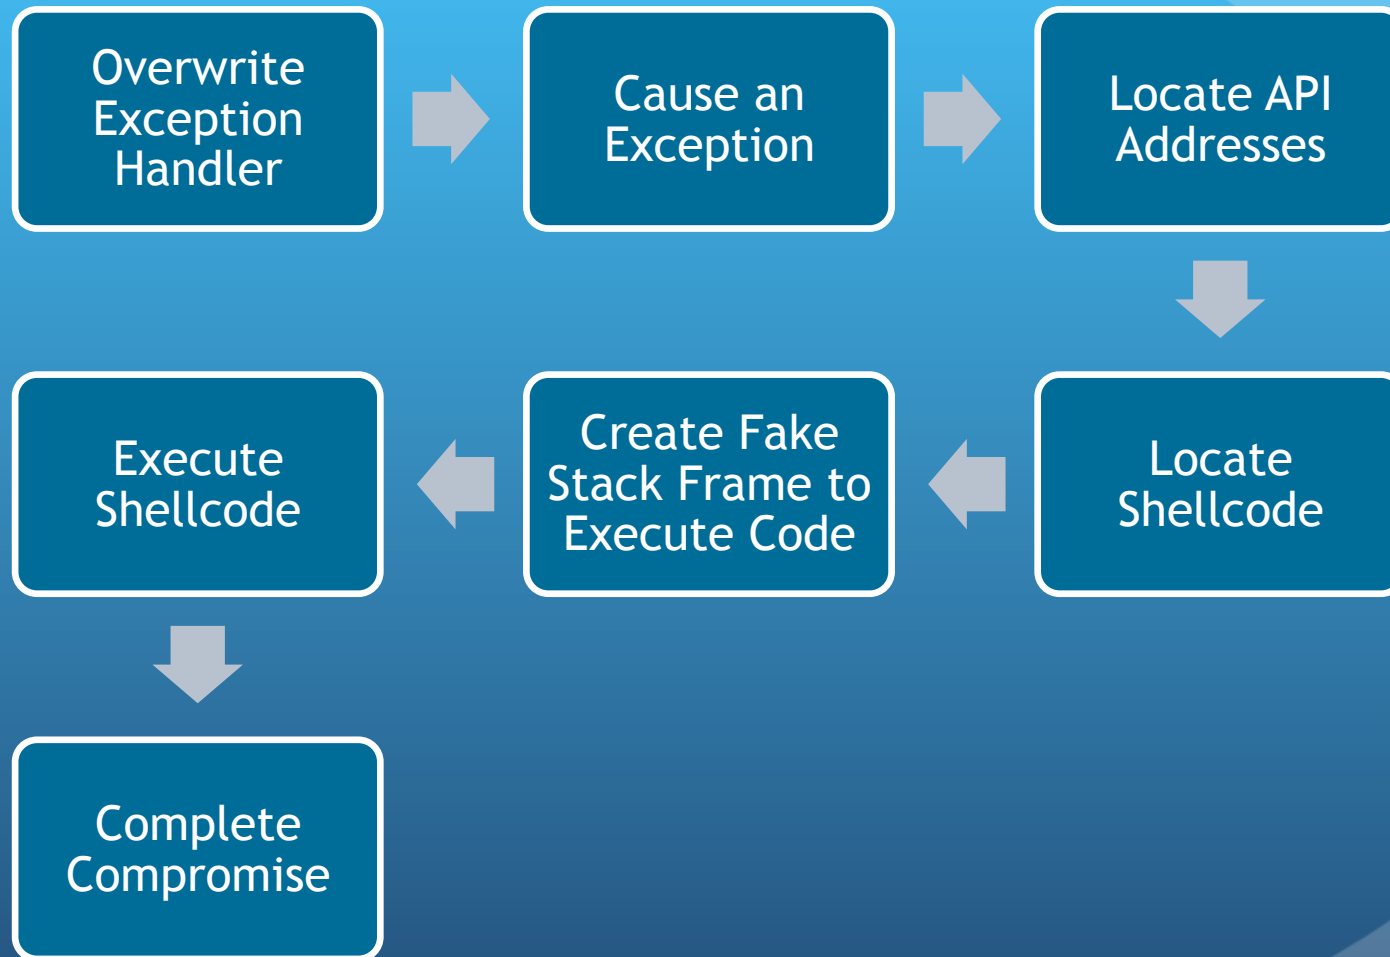 Overwrite
Exception
Handler
Cause an
Exception
Locate API
Addresses
Locate
Shellcode
Create Fake
Stack Frame to
Execute Code
Execute
Shellcode
Complete
Compromise